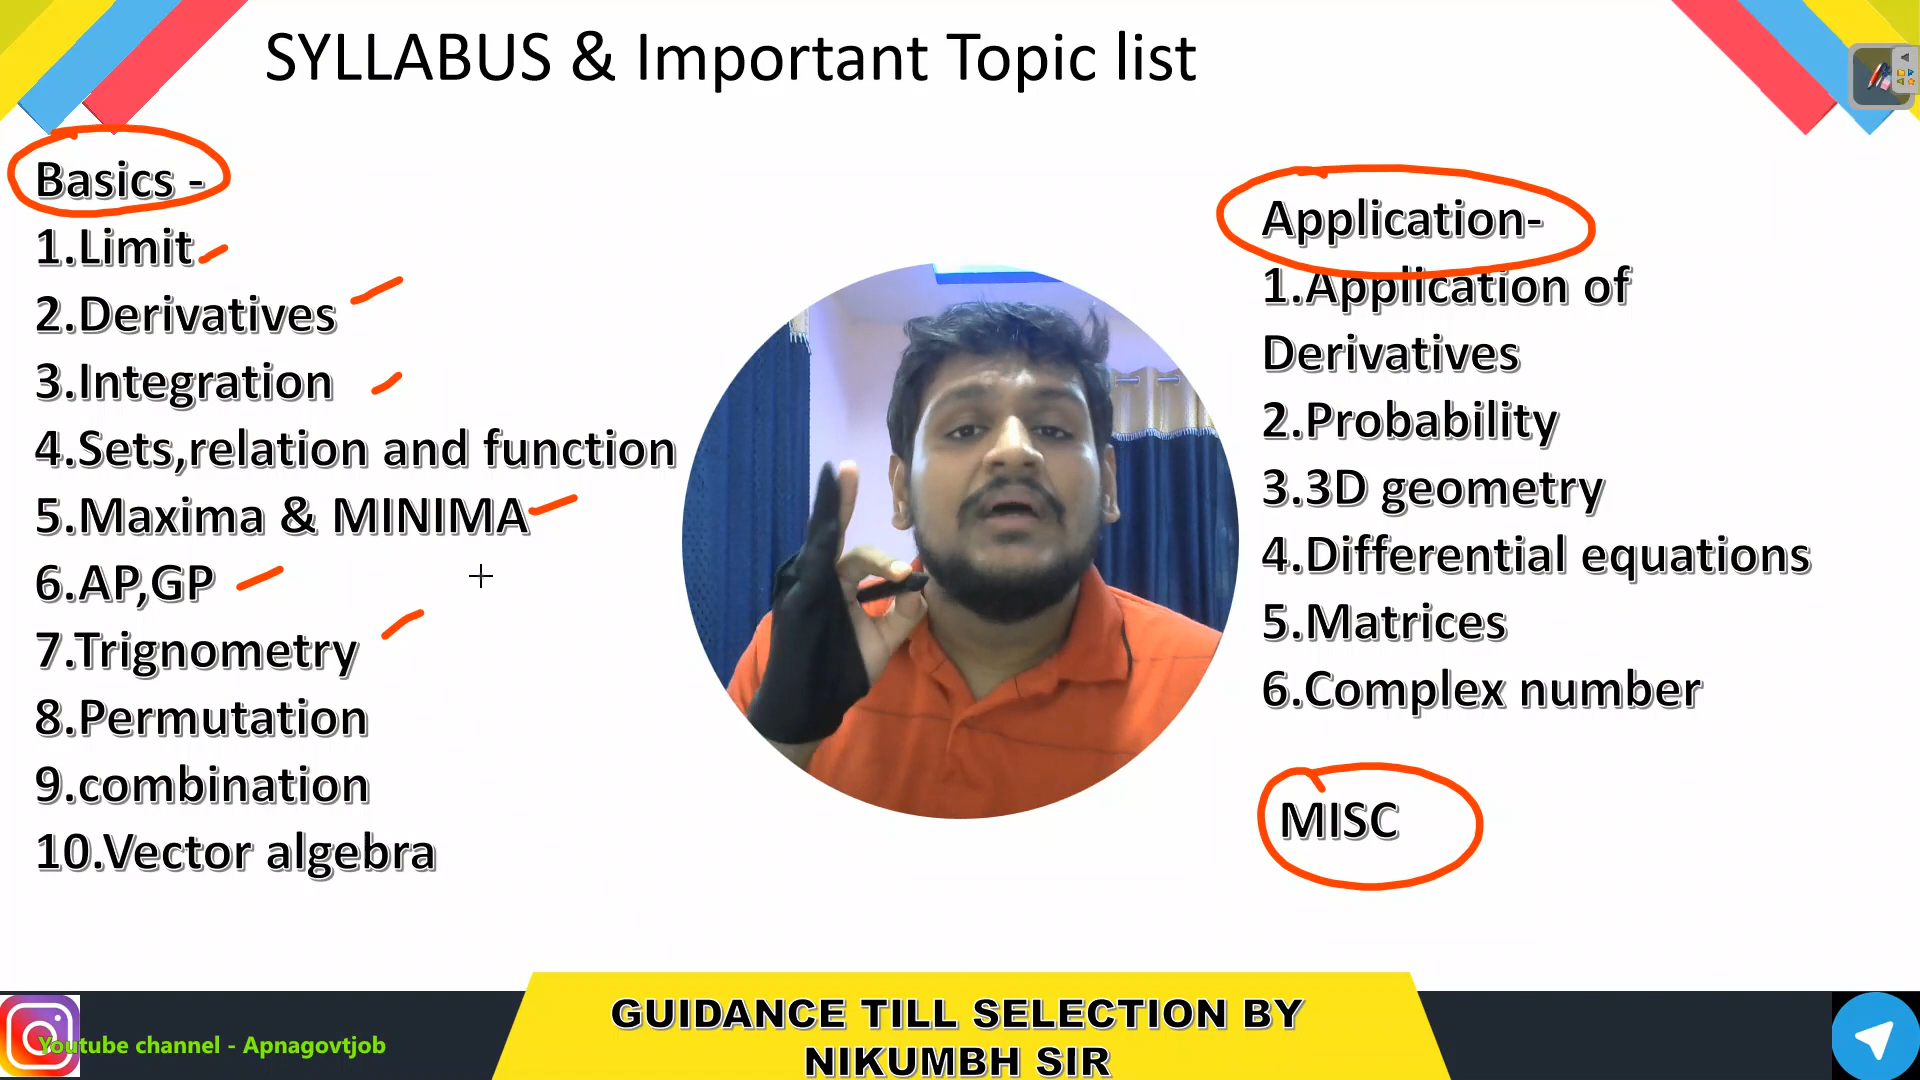 SYLLABUS & Important Topic list
Basics -
1.Limit
2.Derivatives
3.Integration
4.Sets,relation and function
5.Maxima & MINIMA
6.AP,GP
7.Trignometry
8.Permutation
9.combination
10.Vector algebra
Application-
1.Application of
Derivatives
2.Probability
3.3D geometry
4.Differential equations
5.Matrices
6.Complex number
MISC
GUIDANCE TILL SELECTION BY
NIKUMBH SIR
Youtube channel - Apnagovtjob